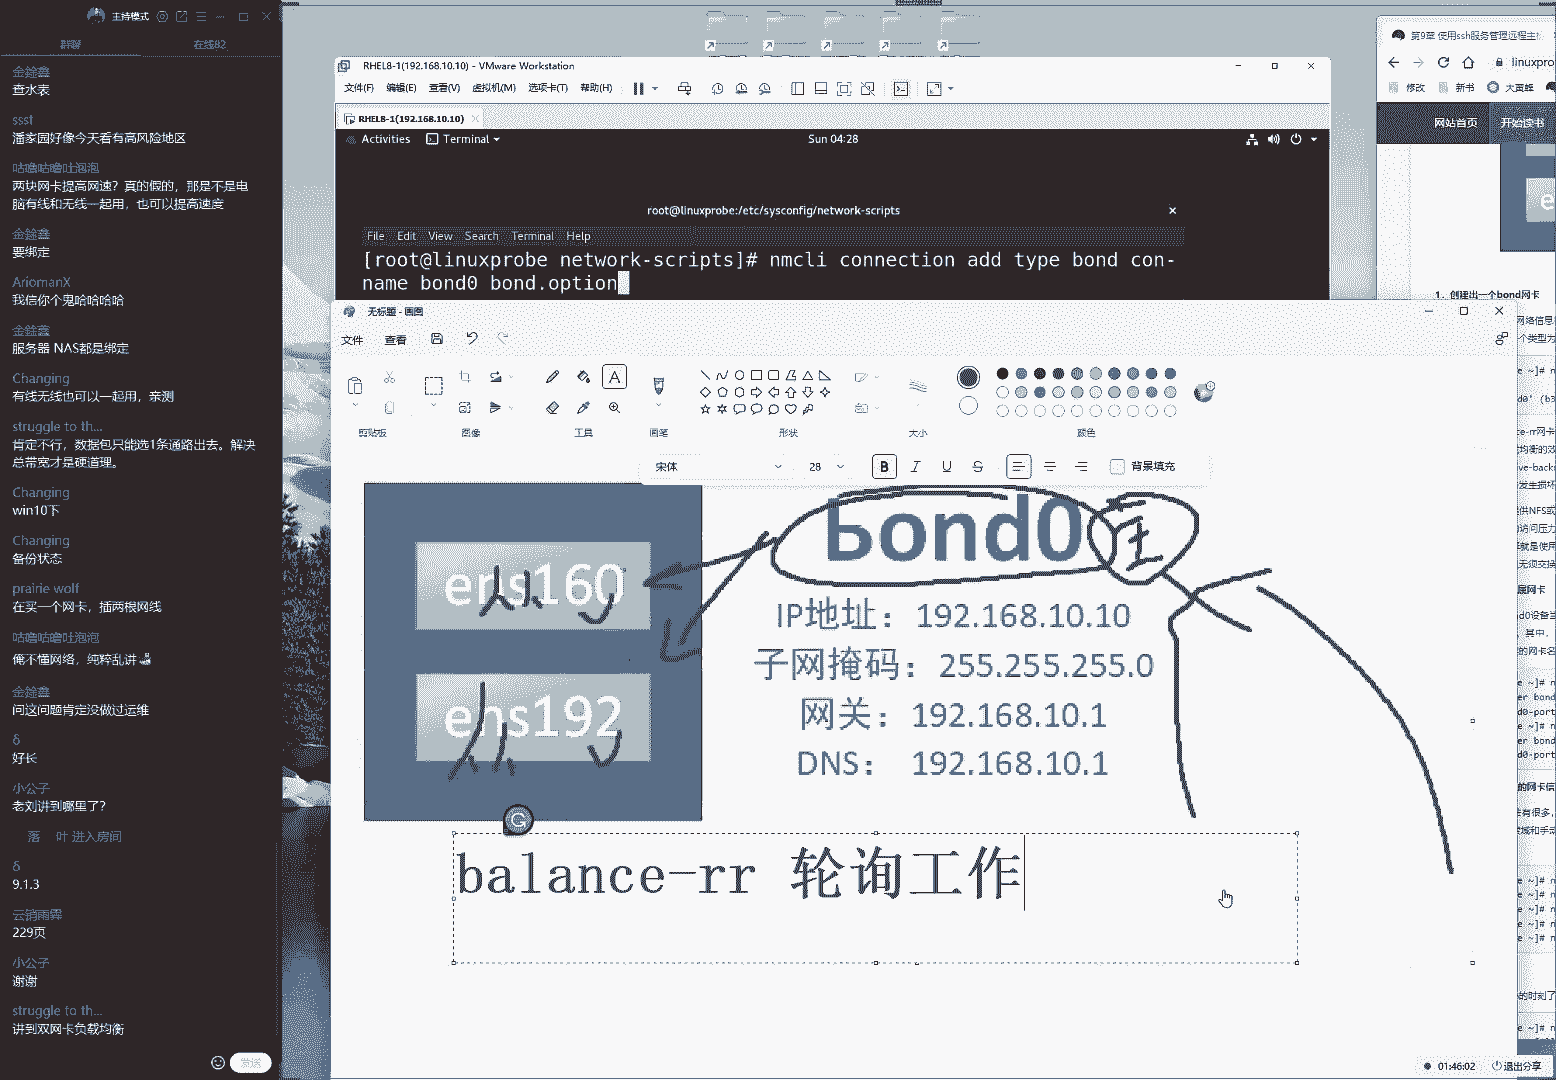 主持模式
群聊
在线82
金鎗鑫
查水表
ssst
潘家园好像今天看有高风险地区
咕噜咕噜吐泡泡
两块网卡提高网速？真的假的，那是不是电
脑有线和无线一起用，也可以提高速度
要绑定
AriomanX
我信你个鬼哈哈哈哈
服务器 NAS都是绑定
Changing
有线无线也可以一起用，亲测
struggle to th...
肯定不行，数据包只能选1条通路出去。解决
总带宽才是硬道理。
Changing
win10下
Changing
备份状态
prairie wolf
在买一个网卡，插两根网线
咕噜咕噜吐泡泡
俺不懂网络，纯粹乱讲
问这问题肯定没做过运维
δ
好长
小公子
老刘讲到哪里了？
落 叶 进入房间
δ
9.1.3
云销雨霁
229页
小公子
谢谢
struggle to th...
讲到双网卡负载均衡
发送
RHEL8-1(192.168.10.10) - VMware Workstation
文件(F) 编辑(E) 查看(V) 虚拟机(M) 选项卡(T) 帮助(H)
RHEL8-1(192.168.10.10)
Activities Terminal Sun 04:28
root@linuxprobe:/etc/sysconfig/network-scripts
File Edit View Search Terminal Help
[root@linuxprobe network-scripts]# nmcli connection add type bond con-
name bond0 bond.option
无标题 - 画图
文件 查看
剪贴板 图像 工具 画笔 形状 大小 颜色
宋体 28 B I U S 背景填充
bond0 主
ens160
从
IP地址：192.168.10.10
子网掩码：255.255.255.0
ens192
从
网关：192.168.10.1
DNS： 192.168.10.1
balance-rr 轮询工作
第9章 使用ssh服务管理远程主
linuxpro
修改 新书 大黄蜂
网站首页 开始读书
1．创建出一个bond网卡
01:46:02 退出分享